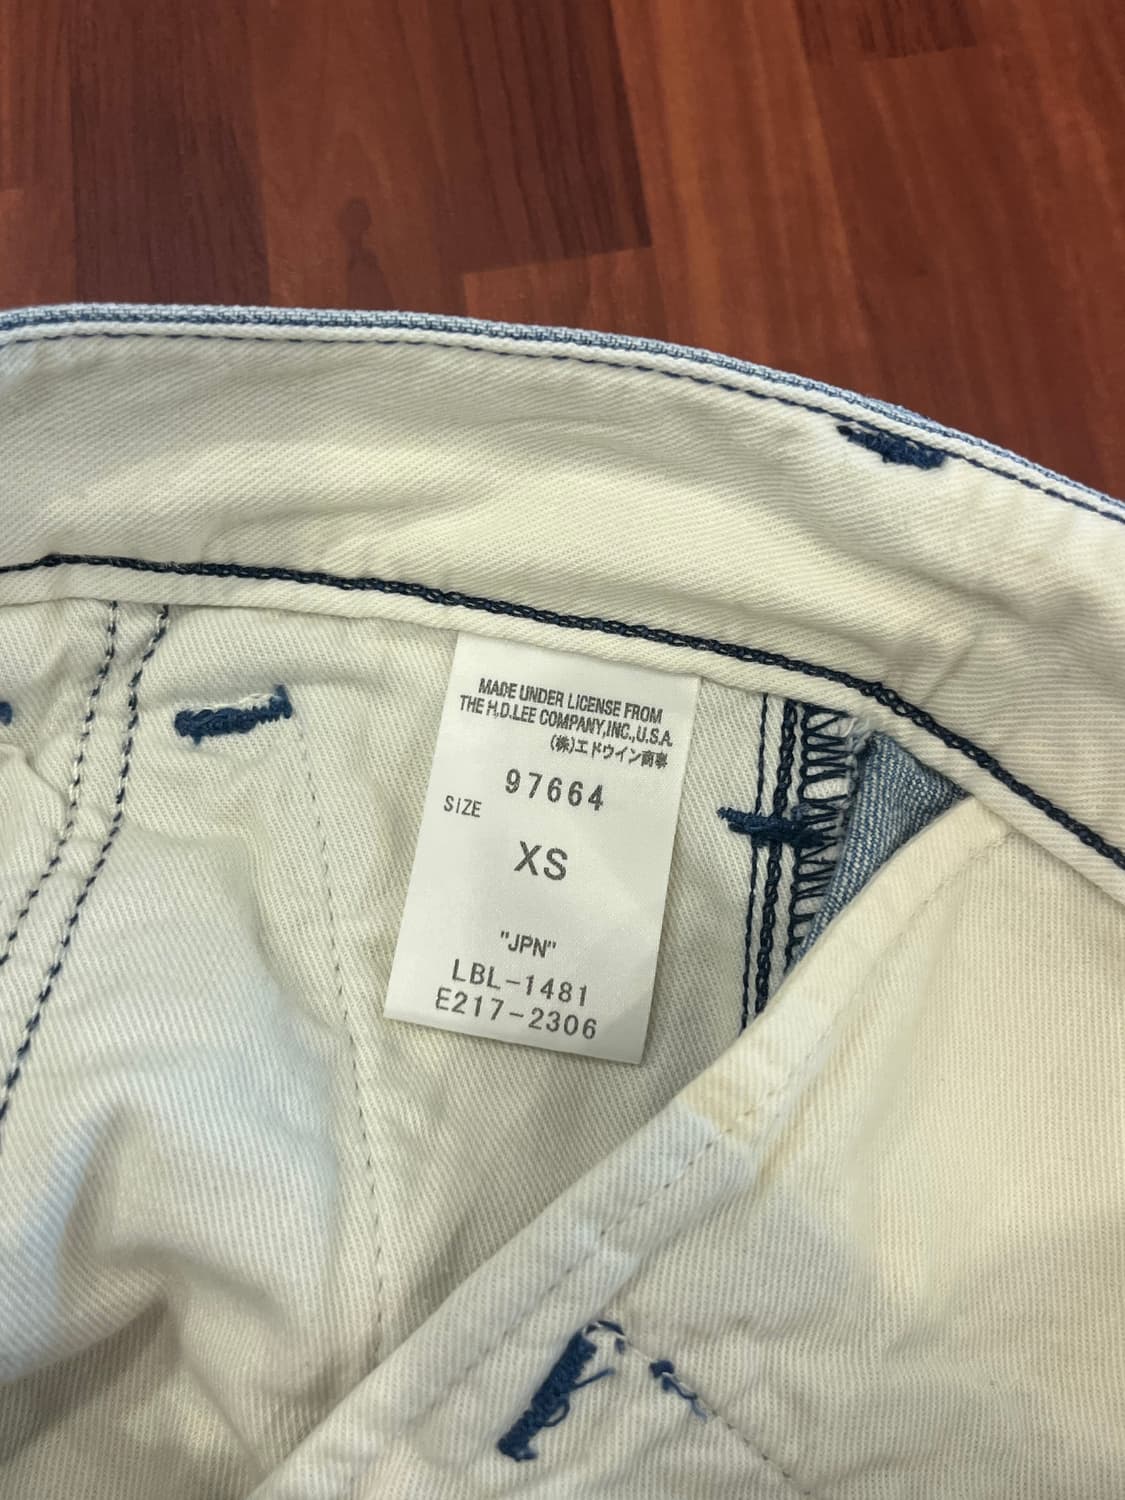 MADE UNDER LICENSE FROM
THE H.D.LEE COMPANY,INC.,U.S.A.
(株)エドウイン商事
97664
SIZE
XS
"JPN"
LBL-1481
E217-2306